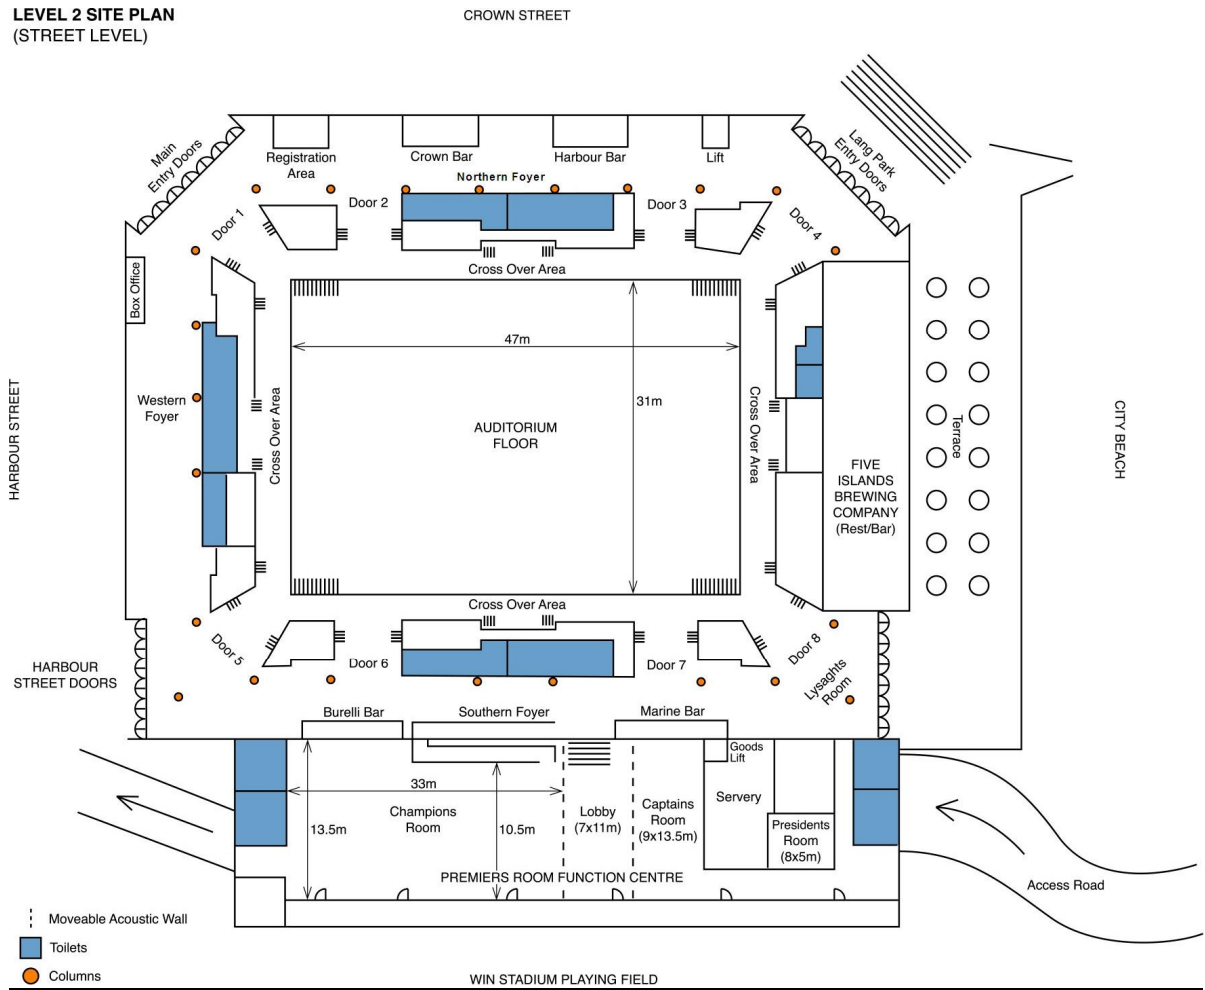 LEVEL 2 SITE PLAN
(STREET LEVEL)
CROWN STREET
Main
Entry Doors
Registration
Area
Crown Bar
Harbour Bar
Lift
Lang Park
Entry Doors
Northern Foyer
Door 1
Door 2
Door 3
Door 4
Box Office
Cross Over Area
47m
31m
Western
Foyer
Cross Over Area
AUDITORIUM
FLOOR
Cross Over Area
FIVE
ISLANDS
BREWING
COMPANY
(Rest/Bar)
Terrace
HARBOUR STREET
CITY BEACH
Cross Over Area
HARBOUR
STREET DOORS
Door 5
Door 6
Door 7
Door 8
Lysaghts
Room
Burelli Bar
Southern Foyer
Marine Bar
Goods
Lift
33m
13.5m
Champions
Room
10.5m
Lobby
(7x11m)
Captains
Room
(9x13.5m)
Servery
Presidents
Room
(8x5m)
PREMIERS ROOM FUNCTION CENTRE
Access Road
Moveable Acoustic Wall
Toilets
Columns
WIN STADIUM PLAYING FIELD